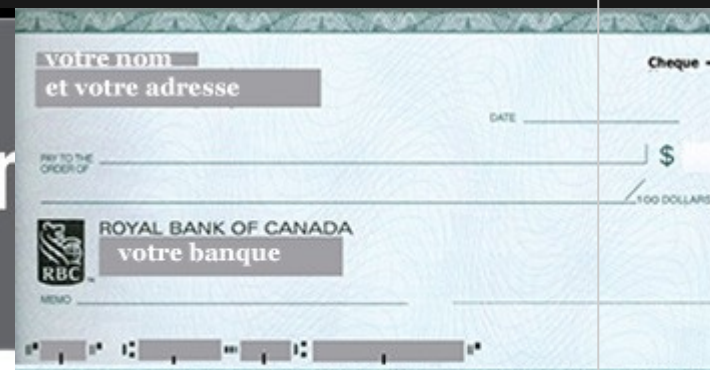 votre nom
et votre adresse
Cheque -
DATE
PAY TO THE
ORDER OF
$
100 DOLLARS
ROYAL BANK OF CANADA
votre banque
RBC
MEMO